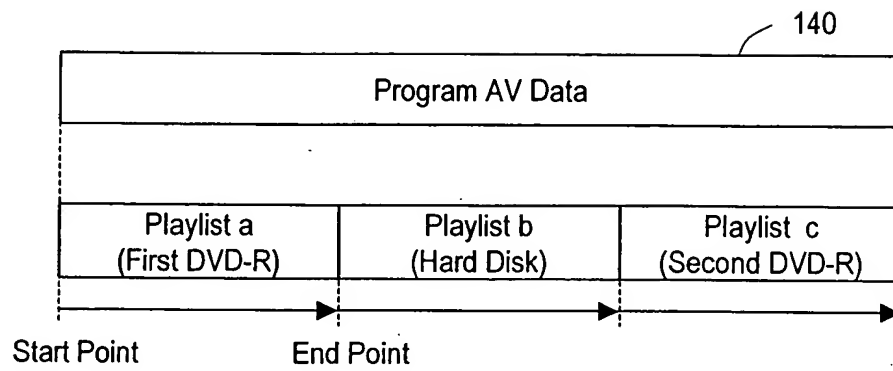 140
Program AV Data
Playlist a
(First DVD-R)
Playlist b
(Hard Disk)
Playlist c
(Second DVD-R)
Start Point
End Point